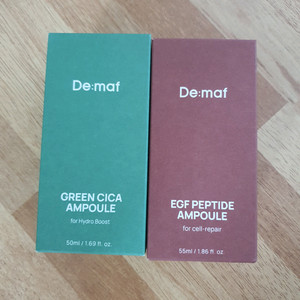 De:maf
GREEN CICA
AMPOULE
for Hydro Boost
50ml / 1.69 fl. oz.
De:maf
EGF PEPTIDE
AMPOULE
for cell-repair
55ml / 1.86 fl. oz